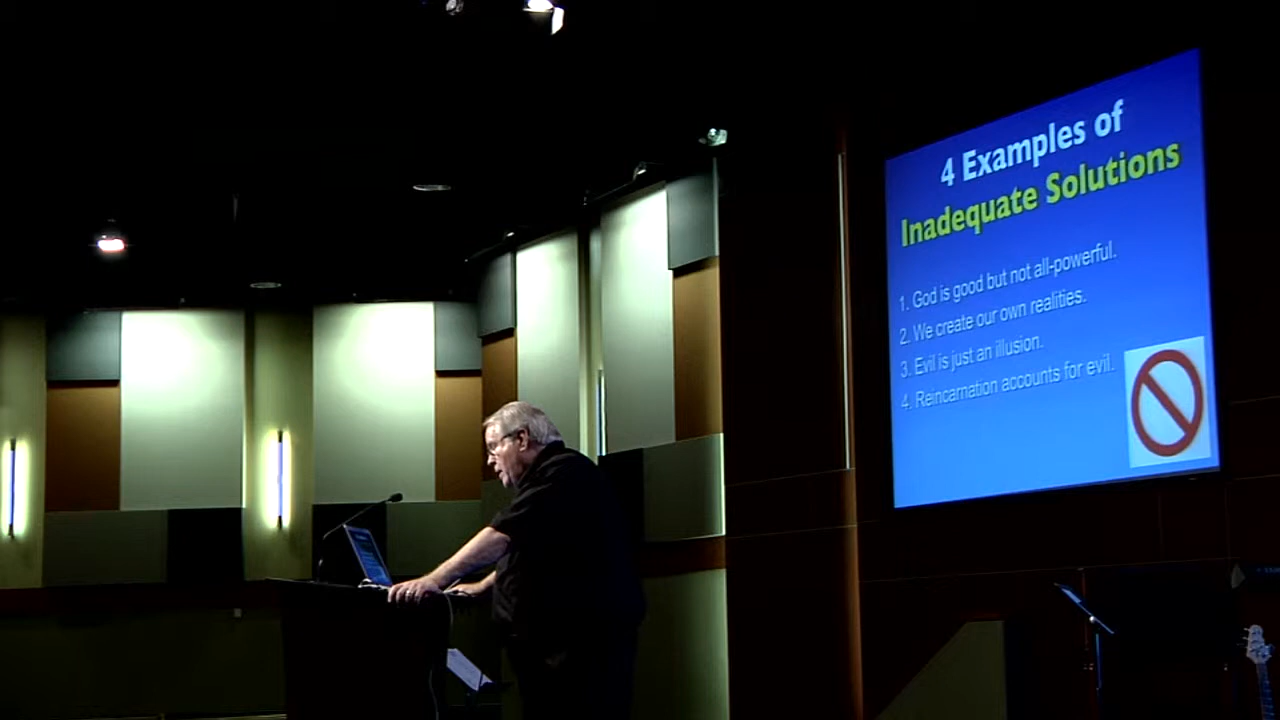 4 Examples of
Inadequate Solutions
1. God is good but not all-powerful.
2. We create our own realities.
3. Evil is just an illusion.
4. Reincarnation accounts for evil.